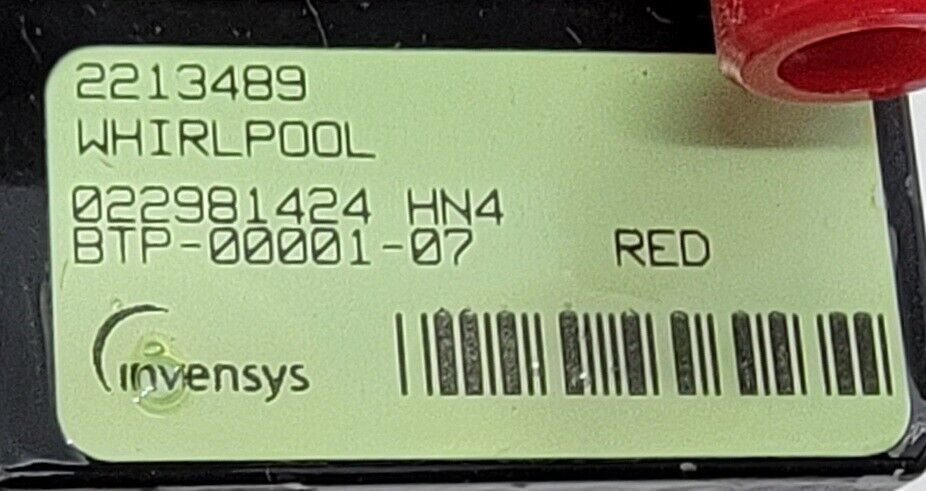 2213489
WHIRLPOOL
022981424 HN4
BTP-00001-07 RED
invensys